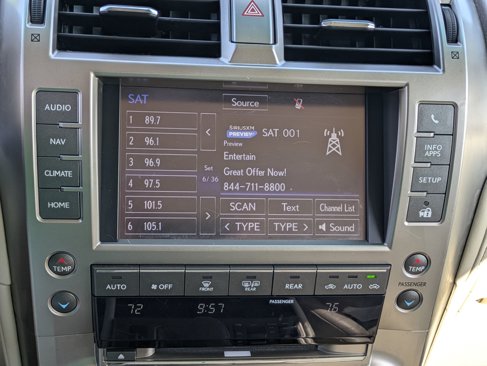 SAT
Source
1 89.7
2 96.1
3 96.9
4 97.5
5 101.5
6 105.1
<
Set
6/36
>
SIRIUSXM
PREVIEW
SAT 001
Preview
Entertain
Great Offer Now!
844-711-8800
SCAN
Text
Channel List
< TYPE
TYPE >
Sound
AUDIO
NAV
CLIMATE
HOME
INFO
APPS
SETUP
TEMP
TEMP
PASSENGER
AUTO
OFF
FRONT
REAR
REAR
AUTO
PASSENGER
72
9:57
76